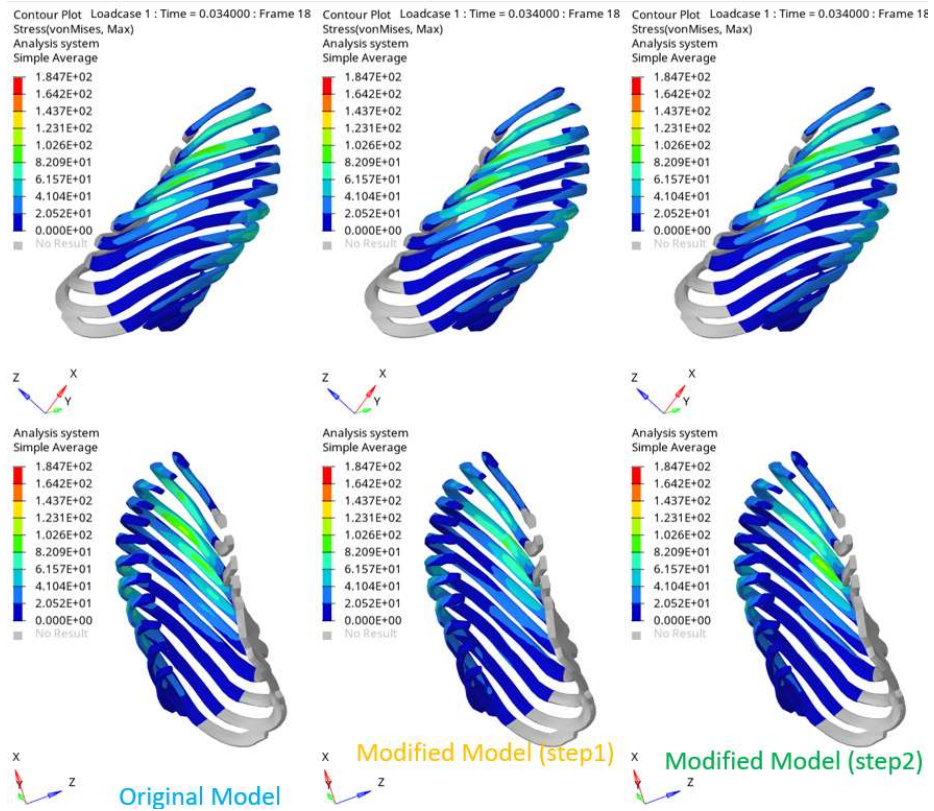 Contour Plot Loadcase 1 : Time = 0.034000 : Frame 18
Stress(vonMises, Max)
Analysis system
Simple Average
1.847E+02
1.642E+02
1.437E+02
1.231E+02
1.026E+02
8.209E+01
6.157E+01
4.104E+01
2.052E+01
0.000E+00
No Result
Z
X
Y
Contour Plot Loadcase 1 : Time = 0.034000 : Frame 18
Stress(vonMises, Max)
Analysis system
Simple Average
1.847E+02
1.642E+02
1.437E+02
1.231E+02
1.026E+02
8.209E+01
6.157E+01
4.104E+01
2.052E+01
0.000E+00
No Result
Z
X
Y
Contour Plot Loadcase 1 : Time = 0.034000 : Frame 18
Stress(vonMises, Max)
Analysis system
Simple Average
1.847E+02
1.642E+02
1.437E+02
1.231E+02
1.026E+02
8.209E+01
6.157E+01
4.104E+01
2.052E+01
0.000E+00
No Result
Z
X
Y
Analysis system
Simple Average
1.847E+02
1.642E+02
1.437E+02
1.231E+02
1.026E+02
8.209E+01
6.157E+01
4.104E+01
2.052E+01
0.000E+00
No Result
X
Y
Z
Original Model
Analysis system
Simple Average
1.847E+02
1.642E+02
1.437E+02
1.231E+02
1.026E+02
8.209E+01
6.157E+01
4.104E+01
2.052E+01
0.000E+00
No Result
X
Y
Z
Modified Model (step1)
Analysis system
Simple Average
1.847E+02
1.642E+02
1.437E+02
1.231E+02
1.026E+02
8.209E+01
6.157E+01
4.104E+01
2.052E+01
0.000E+00
No Result
X
Y
Z
Modified Model (step2)